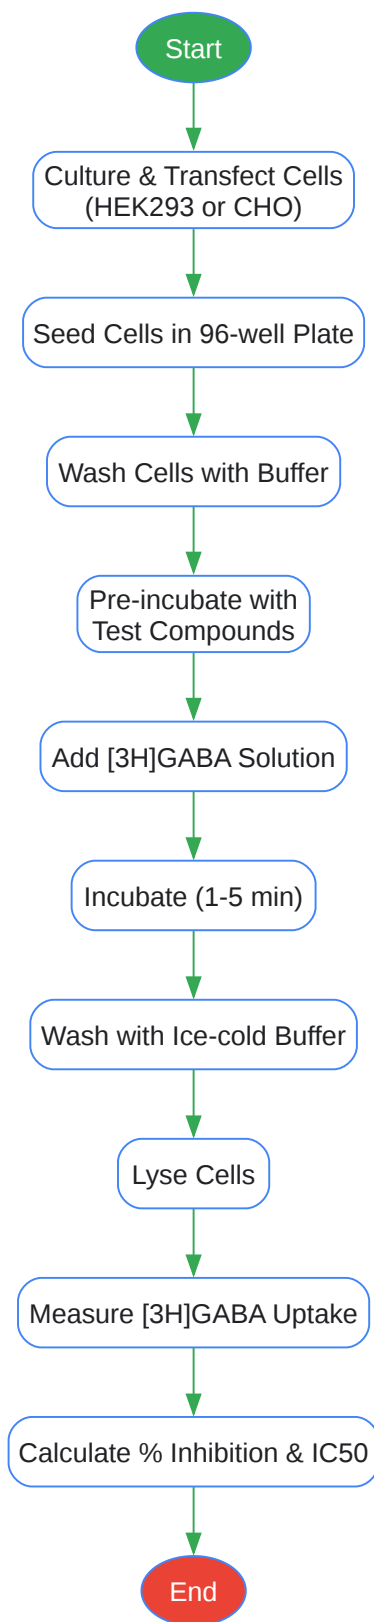 Start
Culture & Transfect Cells
(HEK293 or CHO)
Seed Cells in 96-well Plate
Wash Cells with Buffer
Pre-incubate with
Test Compounds
Add [3H]GABA Solution
Incubate (1-5 min)
Wash with Ice-cold Buffer
Lyse Cells
Measure [3H]GABA Uptake
Calculate % Inhibition & IC50
End